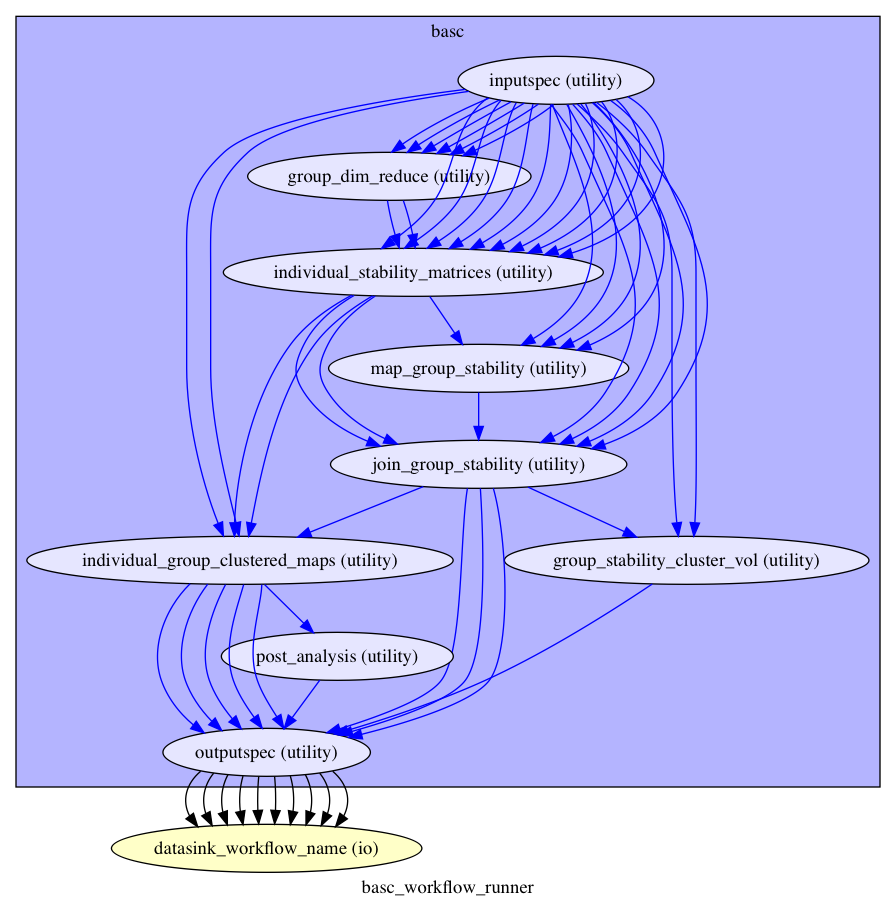 basc
inputspec (utility)
group_dim_reduce (utility)
individual_stability_matrices (utility)
map_group_stability (utility)
join_group_stability (utility)
individual_group_clustered_maps (utility)
group_stability_cluster_vol (utility)
post_analysis (utility)
outputspec (utility)
datasink_workflow_name (io)
basc_workflow_runner